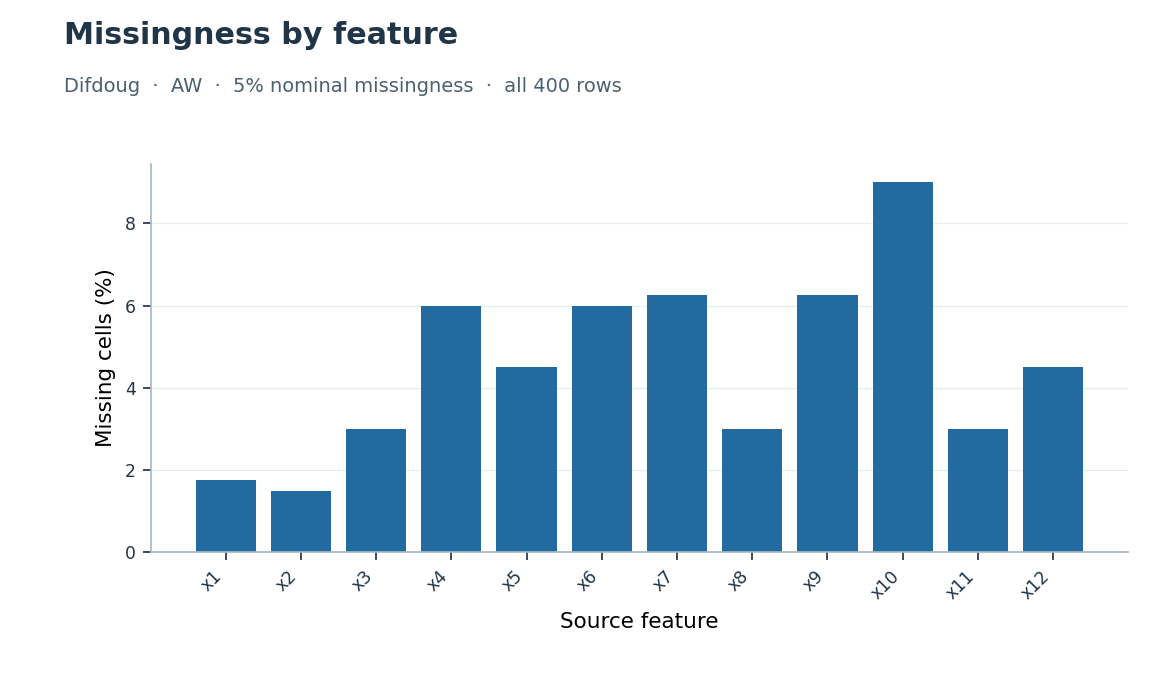 Missingness by feature
Difdoug · AW · 5% nominal missingness · all 400 rows
8
6
4
2
0
Missing cells (%)
x1 x2 x3 x4 x5 x6 x7 x8 x9 x10 x11 x12
Source feature